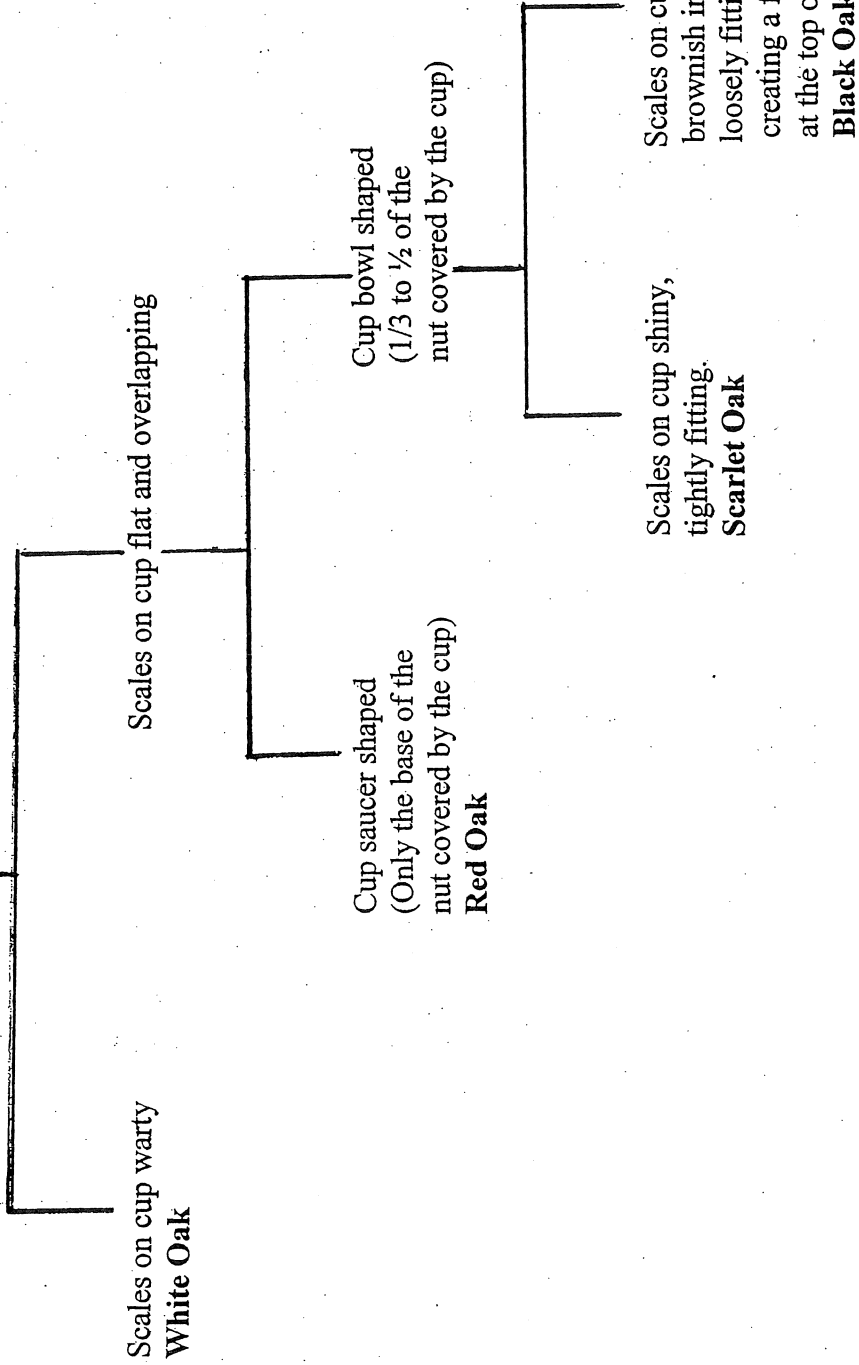 Scales on cup warty
White Oak
Scales on cup flat and overlapping
Cup saucer shaped
(Only the base of the
nut covered by the cup)
Red Oak
Cup bowl shaped
(1/3 to ½ of the
nut covered by the cup)
Scales on cup shiny,
tightly fitting.
Scarlet Oak
Scales on
brownish
loosely
creating a
at the top
Black Oak